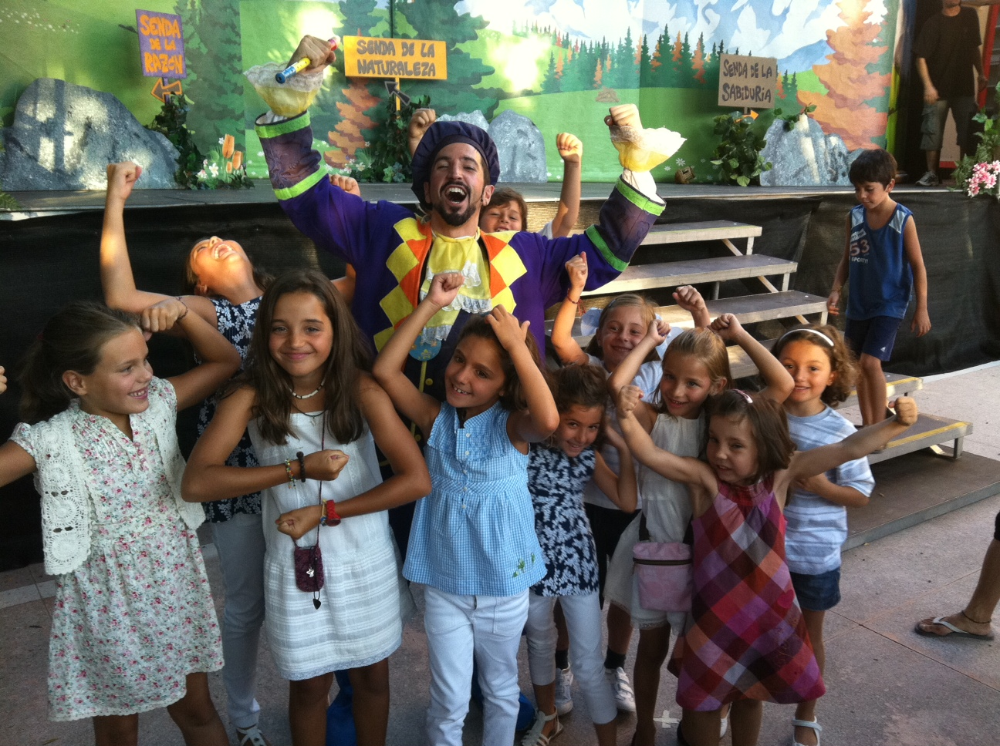 SENDA
DE LA
RAZON
SENDA DE LA
NATURALEZA
SENDA DE LA
SABIDURIA
53
SPORT